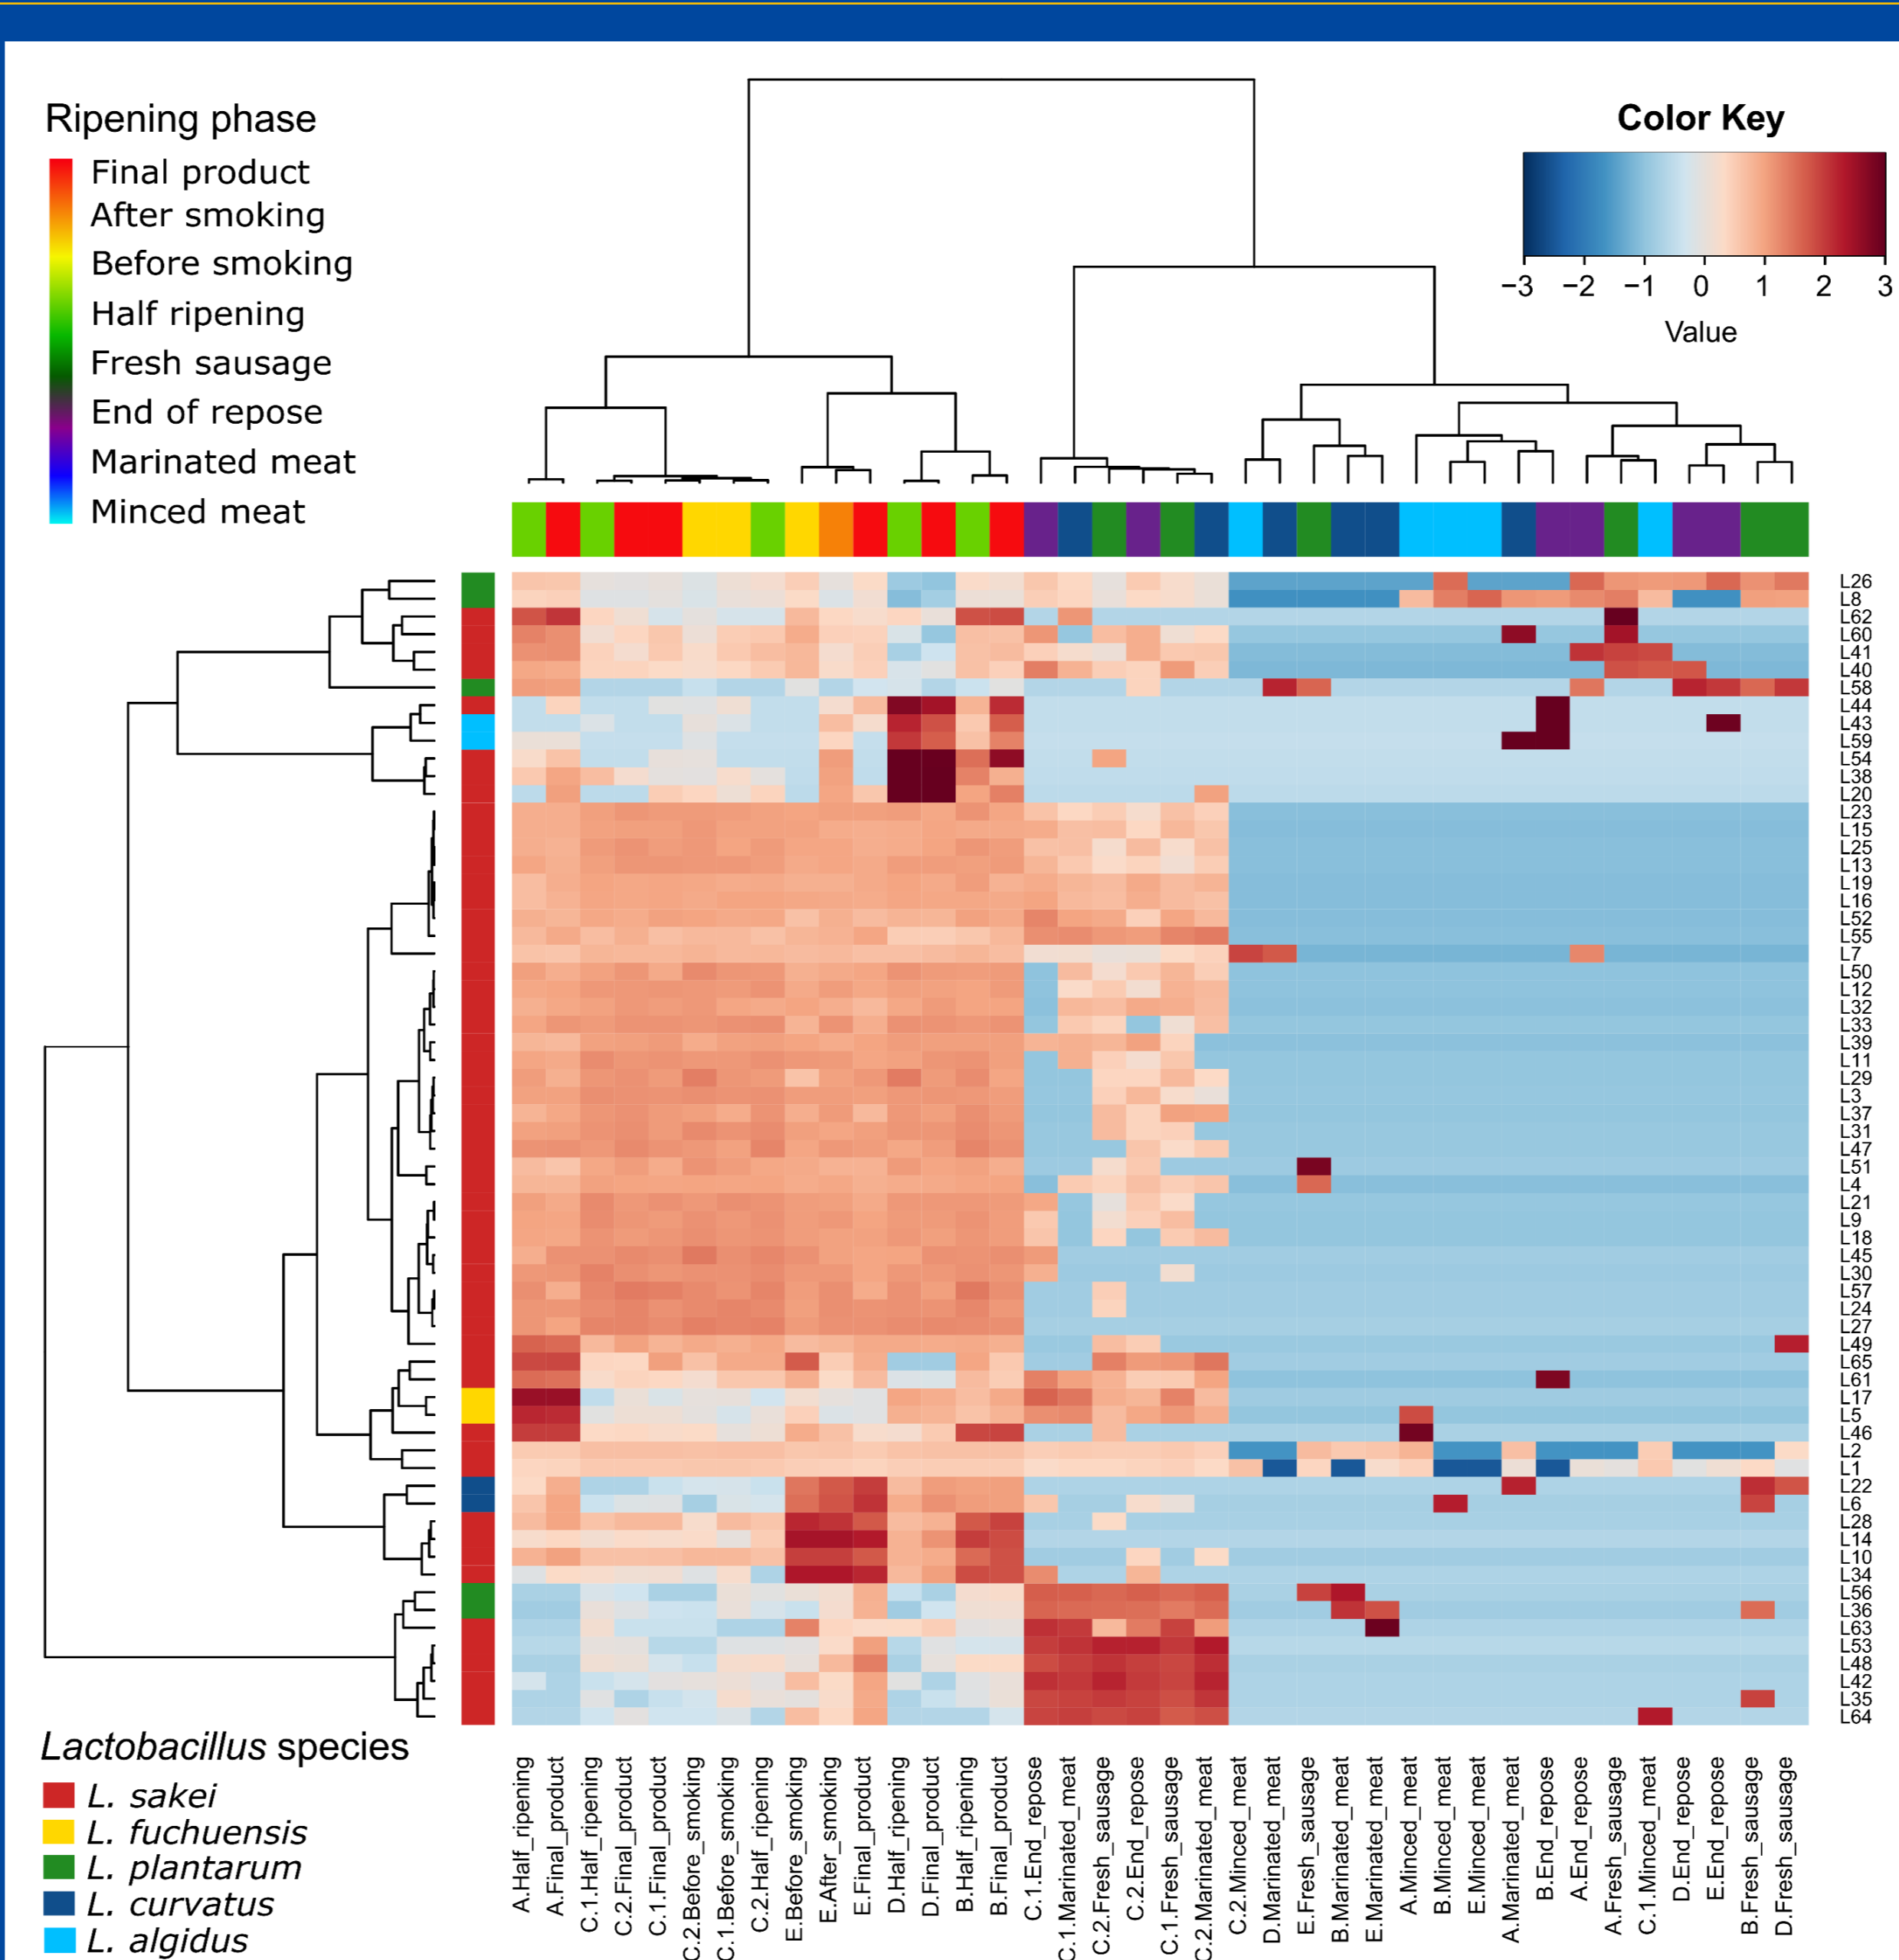 Ripening phase
Final product
After smoking
Before smoking
Half ripening
Fresh sausage
End of repose
Marinated meat
Minced meat
Color Key
−3 −2 −1 0 1 2 3
Value
L26
L8
L62
L60
L41
L40
L58
L44
L43
L59
L54
L38
L20
L23
L15
L25
L13
L19
L16
L52
L55
L7
L50
L12
L32
L33
L39
L11
L29
L3
L37
L31
L47
L51
L4
L21
L9
L18
L45
L30
L57
L24
L27
L49
L65
L61
L17
L5
L46
L2
L1
L22
L6
L28
L14
L10
L34
L56
L36
L63
L53
L48
L42
L35
L64
Lactobacillus species
L. sakei
L. fuchuensis
L. plantarum
L. curvatus
L. algidus
A.Half_ripening
A.Final_product
C.1.Half_ripening
C.2.Final_product
C.1.Final_product
C.2.Before_smoking
C.1.Before_smoking
C.2.Half_ripening
E.Before_smoking
E.After_smoking
E.Final_product
D.Half_ripening
D.Final_product
B.Half_ripening
B.Final_product
C.1.End_repose
C.1.Marinated_meat
C.2.Fresh_sausage
C.2.End_repose
C.1.Fresh_sausage
C.2.Marinated_meat
C.2.Minced_meat
D.Marinated_meat
E.Fresh_sausage
B.Marinated_meat
E.Marinated_meat
A.Minced_meat
B.Minced_meat
E.Minced_meat
A.Marinated_meat
B.End_repose
A.End_repose
A.Fresh_sausage
C.1.Minced_meat
D.End_repose
E.End_repose
B.Fresh_sausage
D.Fresh_sausage